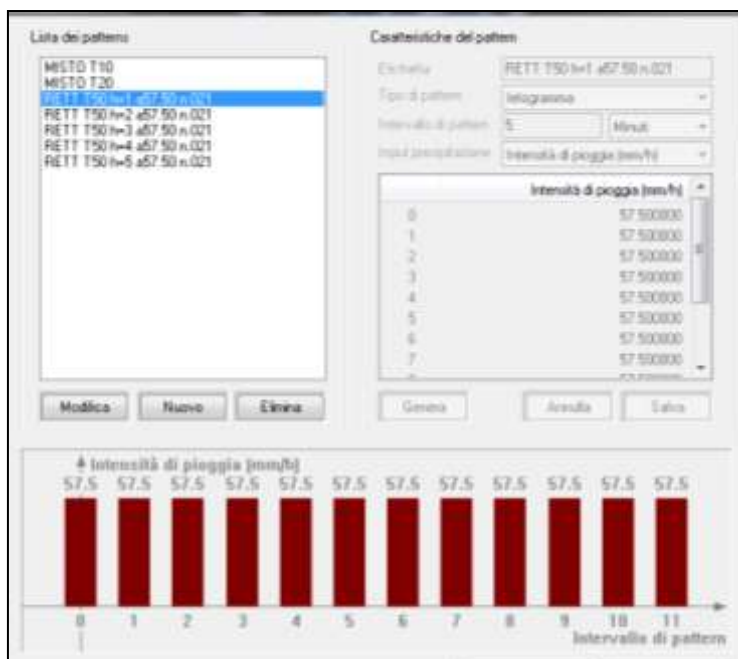 Lista dei patterns
MISTO T10
MISTO T20
RETT T50 h=1 a57.50 n.021
RETT T50 h=2 a57.50 n.021
RETT T50 h=3 a57.50 n.021
RETT T50 h=4 a57.50 n.021
RETT T50 h=5 a57.50 n.021
Modifica Nuovo Elimina
Caratteristiche del pattern
Etichetta RETT T50 h=1 a57.50 n.021
Tipo di pattern Ietogramma
Intervallo di pattern 5 Minuti
Input precipitazione Intensità di pioggia (mm/h)
Intensità di pioggia (mm/h)
0 57.500000
1 57.500000
2 57.500000
3 57.500000
4 57.500000
5 57.500000
6 57.500000
7 57.500000
Genera Annulla Salva
Intensità di pioggia (mm/h)
57.5 57.5 57.5 57.5 57.5 57.5 57.5 57.5 57.5 57.5 57.5 57.5
0 1 2 3 4 5 6 7 8 9 10 11
Intervallo di pattern